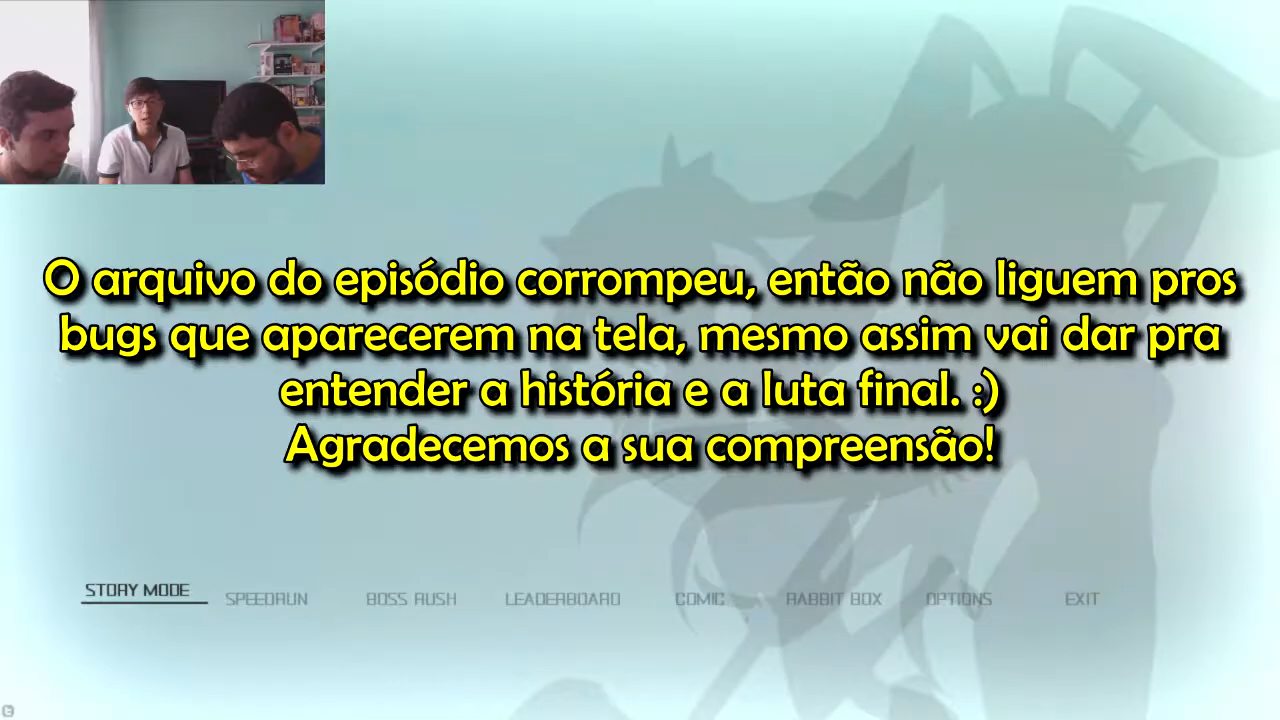 O arquivo do episódio corrompeu, então não liguem pros
bugs que aparecerem na tela, mesmo assim vai dar pra
entender a história e a luta final. :)
Agradecemos a sua compreensão!
STORY MODE SPEEDRUN BOSS RUSH LEADERBOARD COMIC RABBIT BOX OPTIONS EXIT